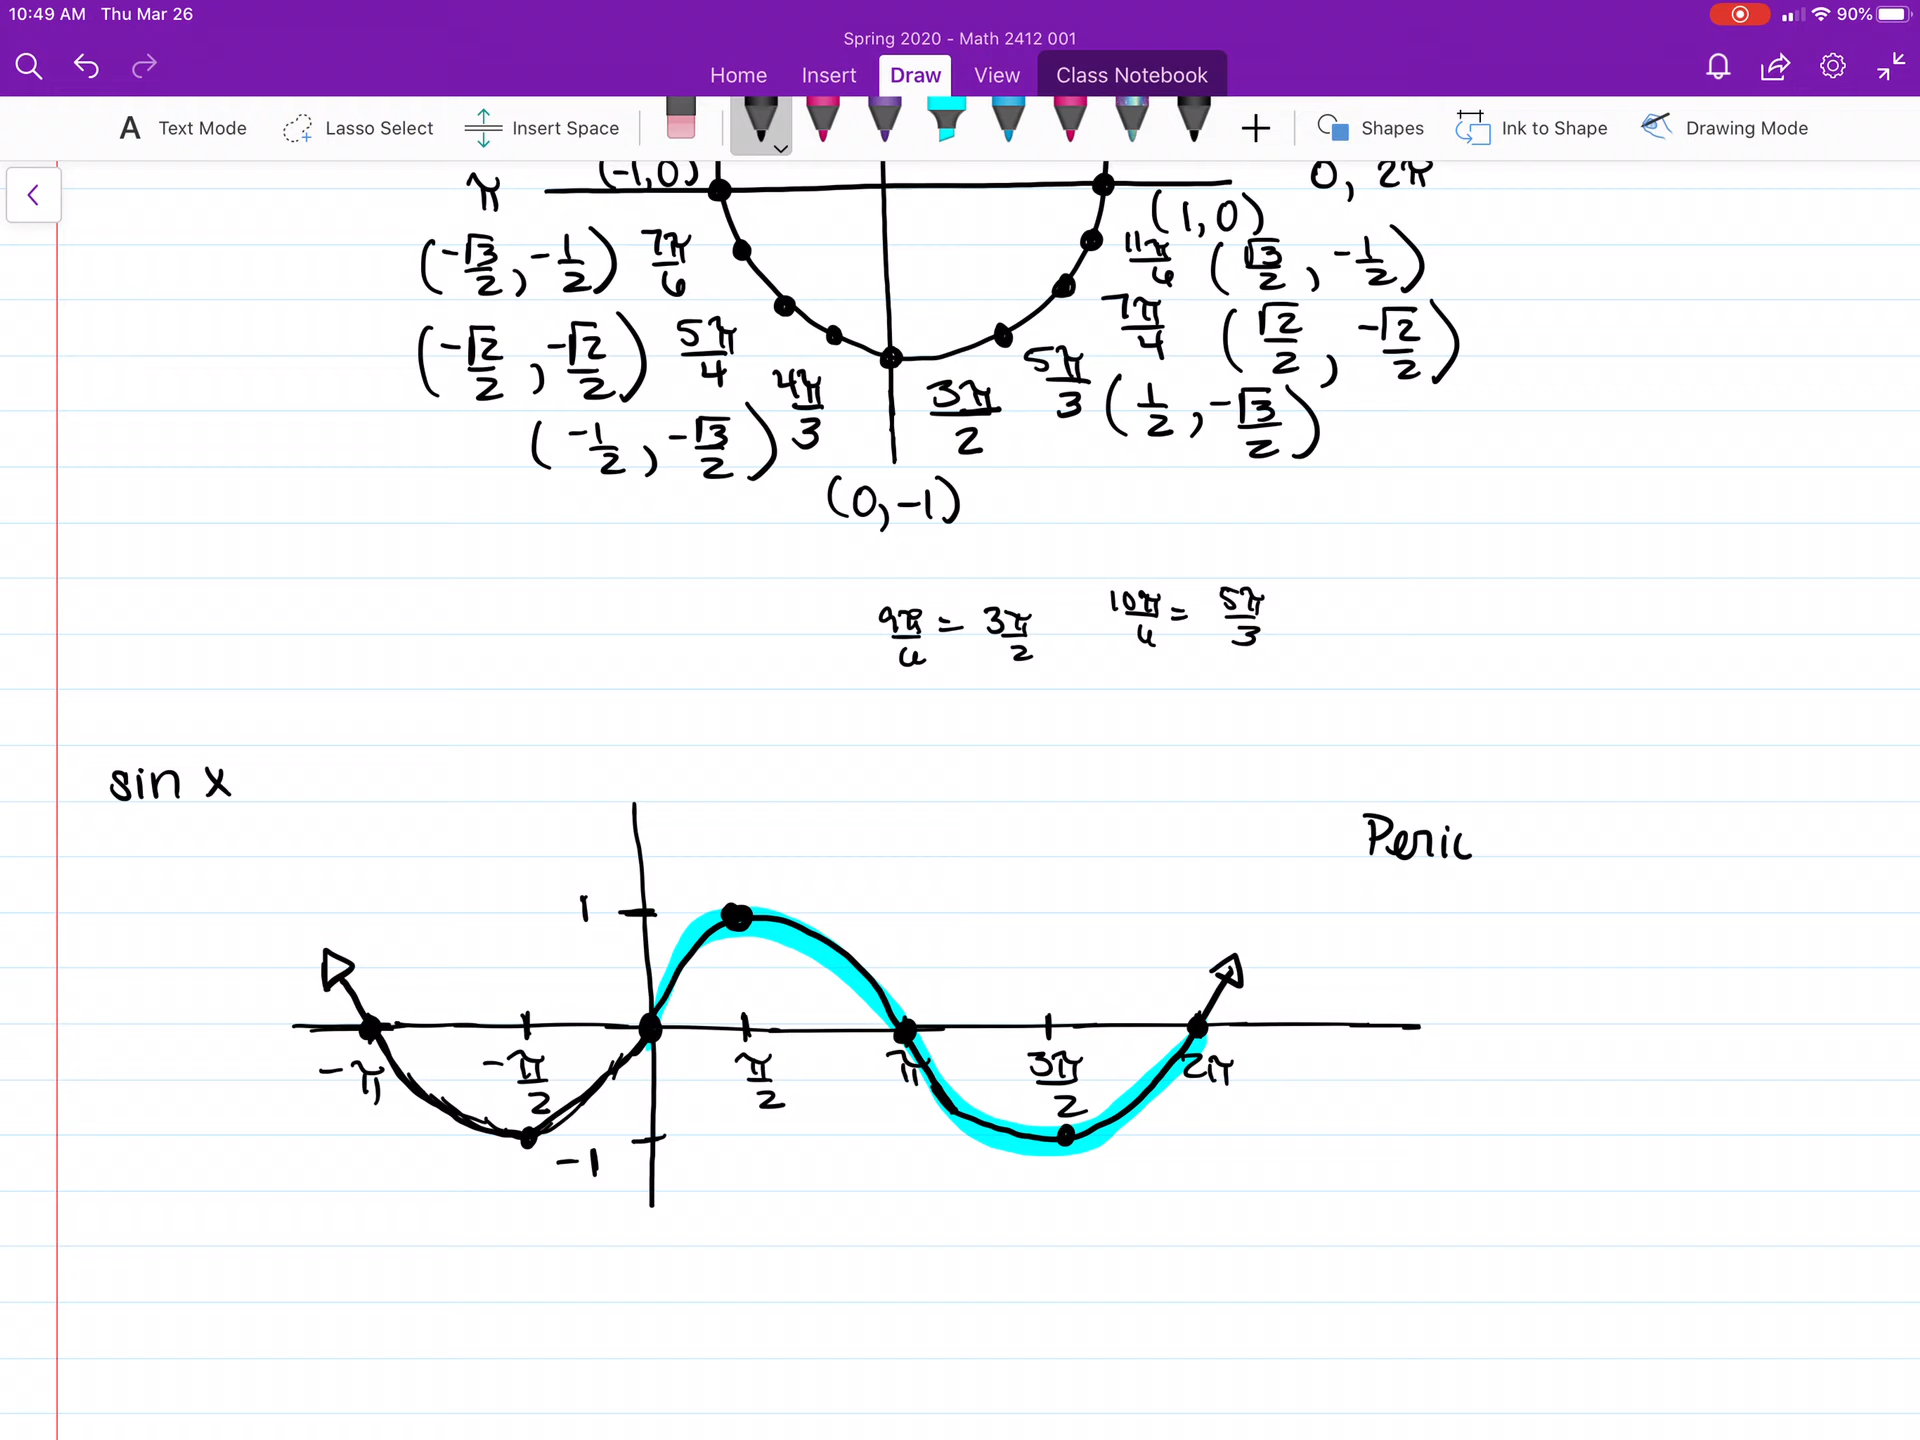 10:49 AM Thu Mar 26 90%
Spring 2020 - Math 2412 001
Home Insert Draw View Class Notebook
A Text Mode Lasso Select Insert Space Shapes Ink to Shape Drawing Mode
π (-1,0) 0, 2π
(1,0)
(-√3/2, -1/2) 7π/6 11π/6 (√3/2, -1/2)
(-√2/2, -√2/2) 5π/4 7π/4 (√2/2, -√2/2)
(-1/2, -√3/2) 4π/3 3π/2 5π/3 (1/2, -√3/2)
(0,-1)
9π/6 = 3π/2 10π/6 = 5π/3
sin x
Peric
1
-π -π/2 π/2 π 3π/2 2π
-1